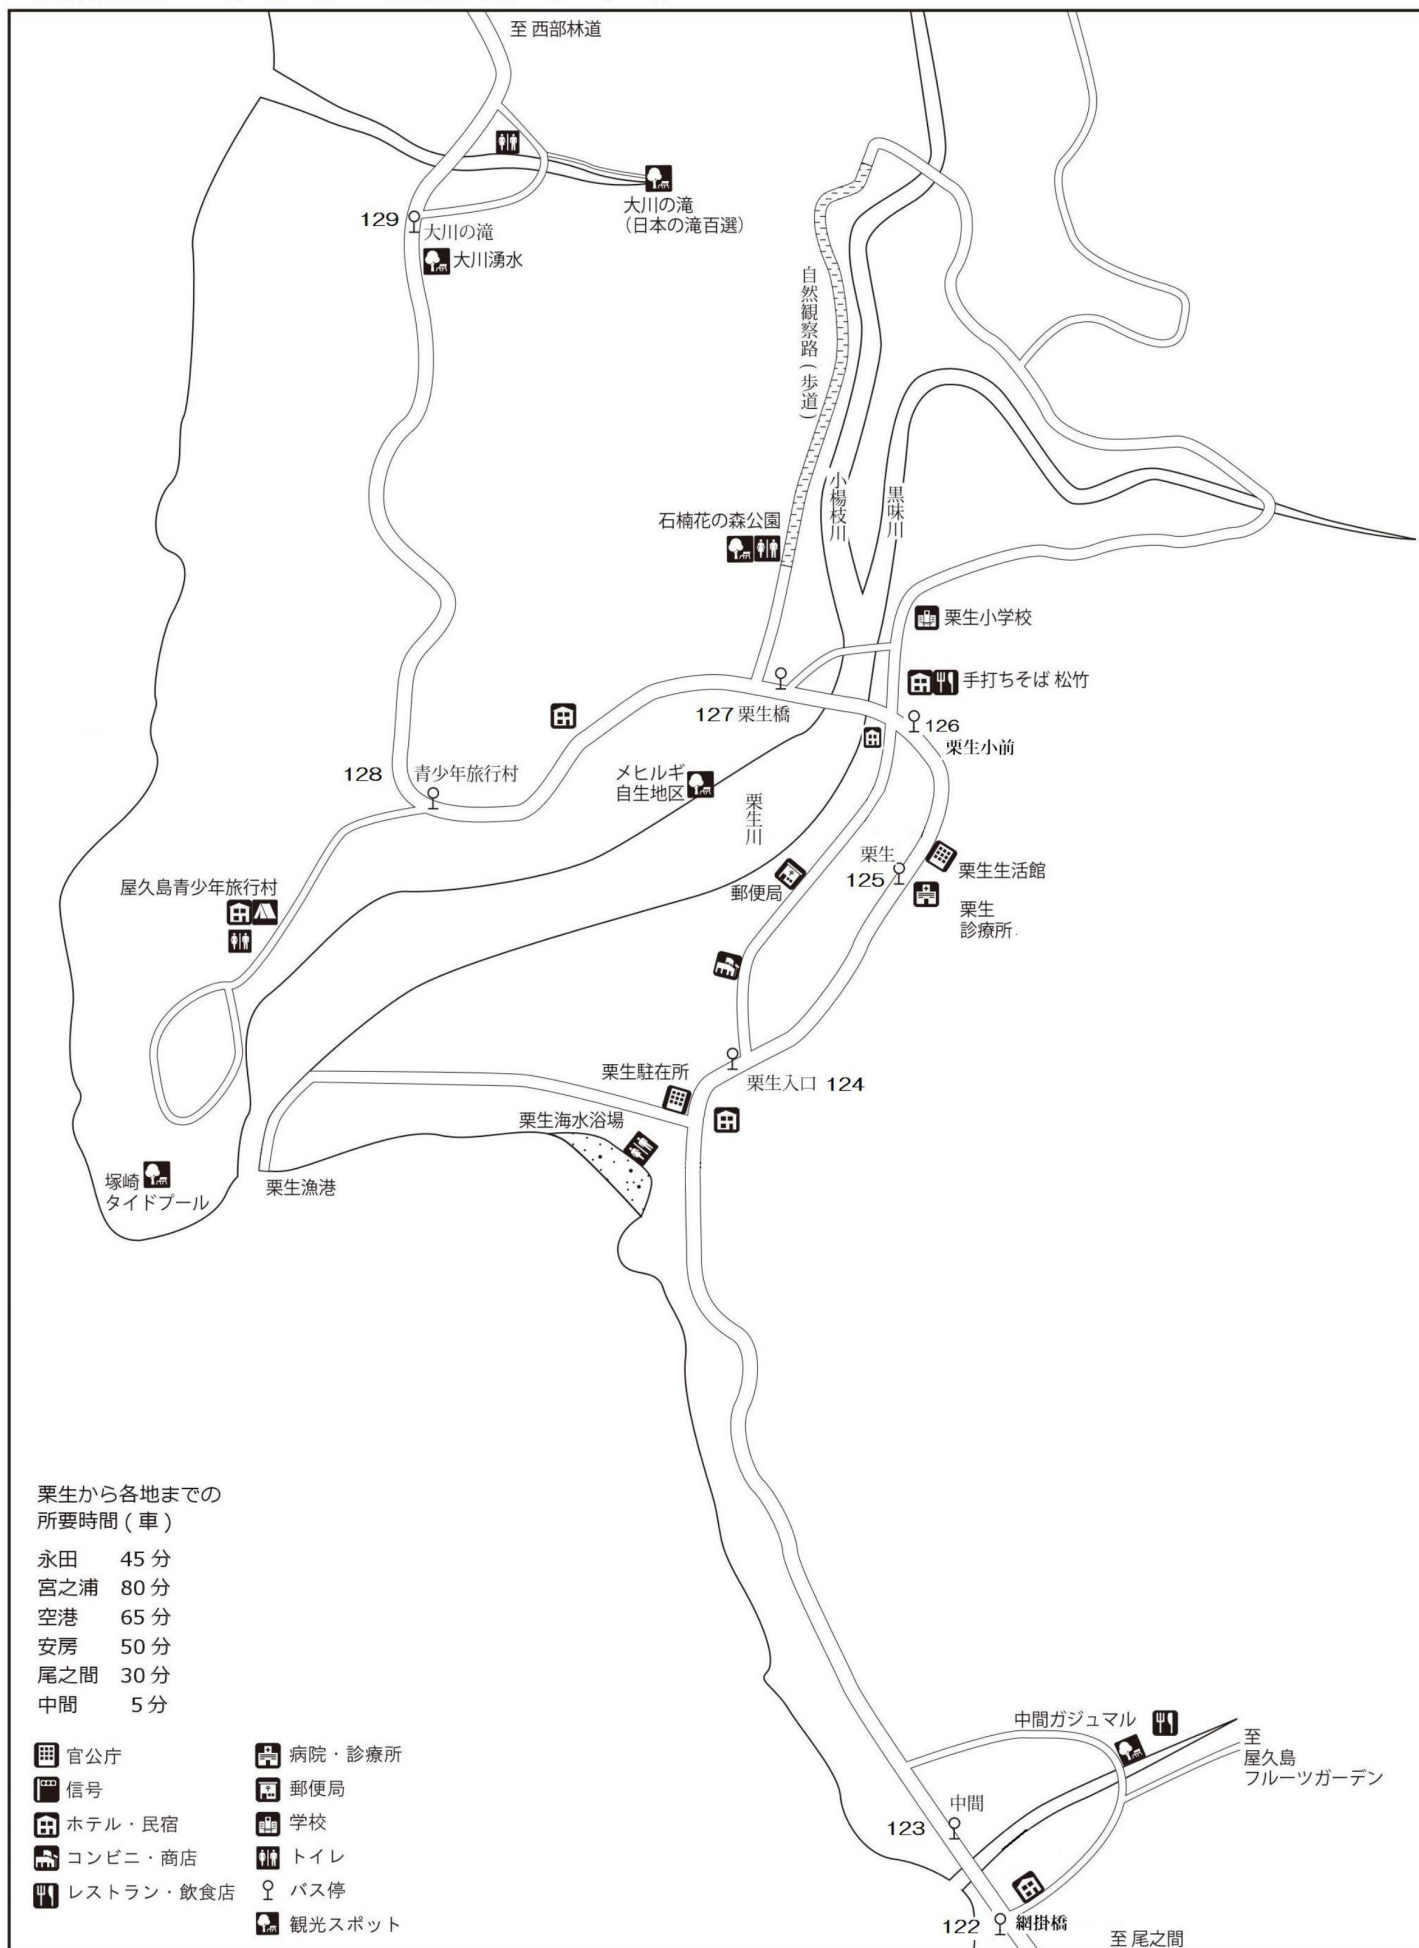 至 西部林道
大川の滝
（日本の滝百選）
129
大川の滝
大川湧水
自然観察路（歩道）
小楊枝川
黒味川
石楠花の森公園
栗生小学校
手打ちそば 松竹
127 栗生橋
126
栗生小前
128
青少年旅行村
メヒルギ
自生地区
栗生川
栗生
125
栗生生活館
郵便局
栗生
診療所
屋久島青少年旅行村
栗生駐在所
栗生入口 124
栗生海水浴場
塚崎
タイドプール
栗生漁港
栗生から各地までの
所要時間 ( 車 )
永田 45 分
宮之浦 80 分
空港 65 分
安房 50 分
尾之間 30 分
中間 5 分
官公庁
信号
ホテル・民宿
コンビニ・商店
レストラン・飲食店
病院・診療所
郵便局
学校
トイレ
バス停
観光スポット
中間ガジュマル
至
屋久島
フルーツガーデン
中間
123
122
網掛橋
至 尾之間